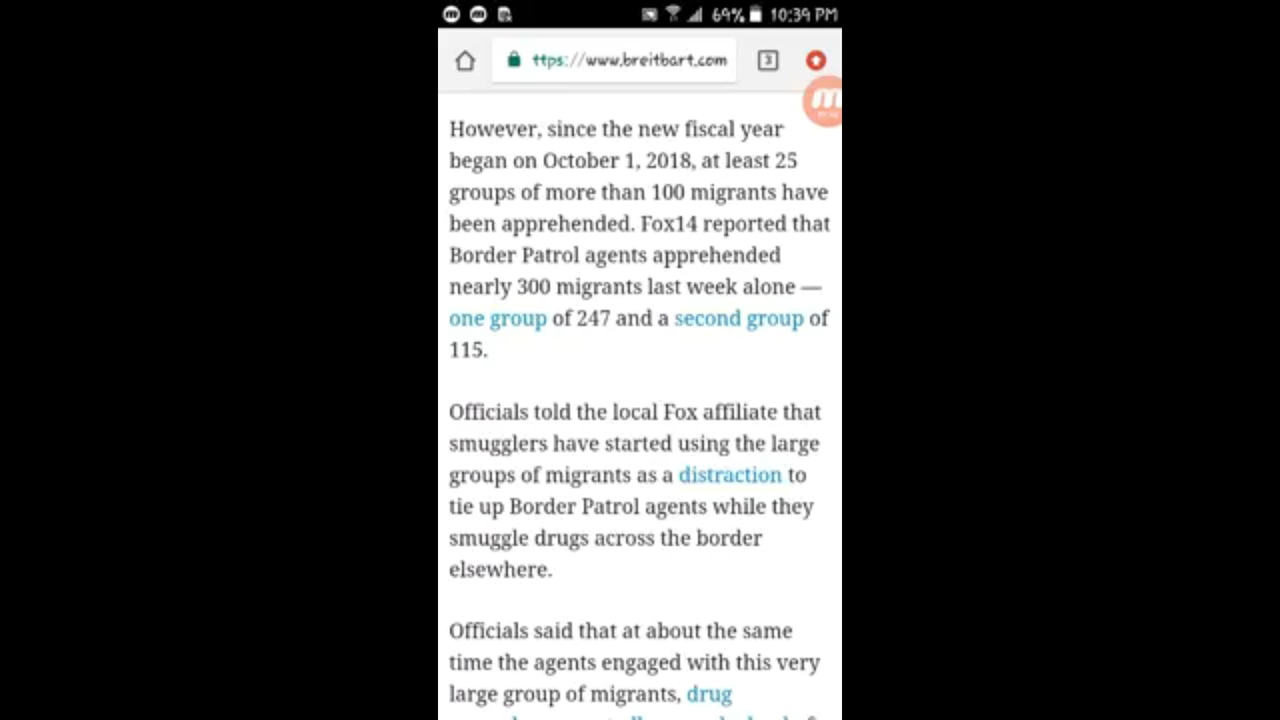 69% 10:39 PM
ttps://www.breitbart.com 3
However, since the new fiscal year
began on October 1, 2018, at least 25
groups of more than 100 migrants have
been apprehended. Fox14 reported that
Border Patrol agents apprehended
nearly 300 migrants last week alone —
one group of 247 and a second group of
115.
Officials told the local Fox affiliate that
smugglers have started using the large
groups of migrants as a distraction to
tie up Border Patrol agents while they
smuggle drugs across the border
elsewhere.
Officials said that at about the same
time the agents engaged with this very
large group of migrants, drug